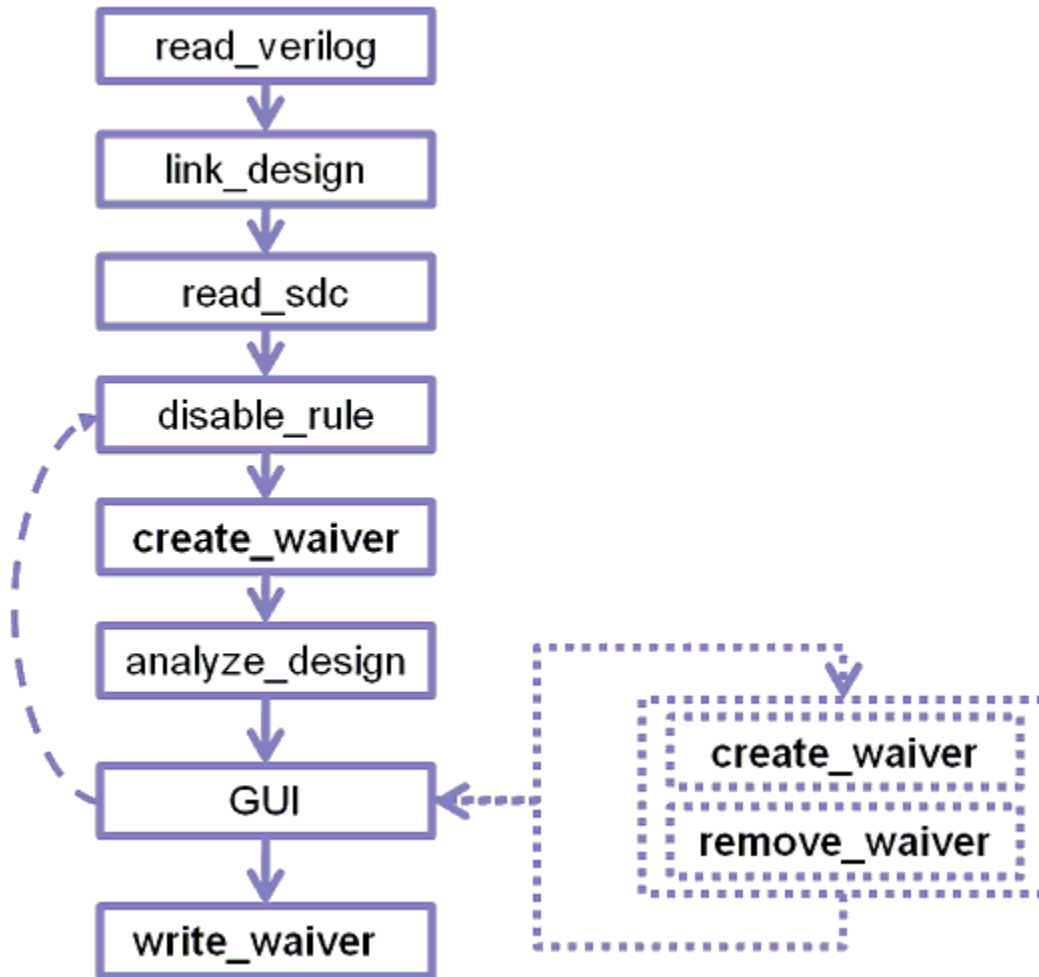 read_verilog
link_design
read_sdc
disable_rule
create_waiver
analyze_design
GUI
write_waiver
create_waiver
remove_waiver